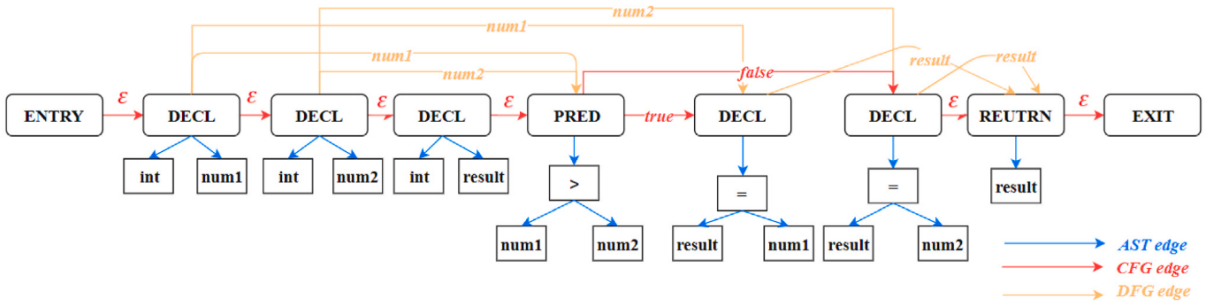 num2
num1
num1
num2
result
result
false
ENTRY
ε
DECL
ε
DECL
ε
DECL
ε
PRED
true
DECL
DECL
ε
REUTRN
ε
EXIT
int
num1
int
num2
int
result
>
=
=
result
num1
num2
result
num1
result
num2
AST edge
CFG edge
DFG edge